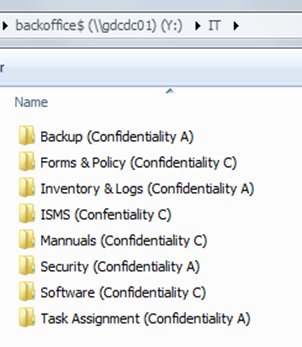 backoffice$ (\\gdcdc01) (Y:) IT
r
Name
Backup (Confidentiality A)
Forms & Policy (Confidentiality C)
Inventory & Logs (Confidentiality A)
ISMS (Confentiality C)
Mannuals (Confidentiality C)
Security (Confidentiality A)
Software (Confidentiality C)
Task Assignment (Confidentiality A)